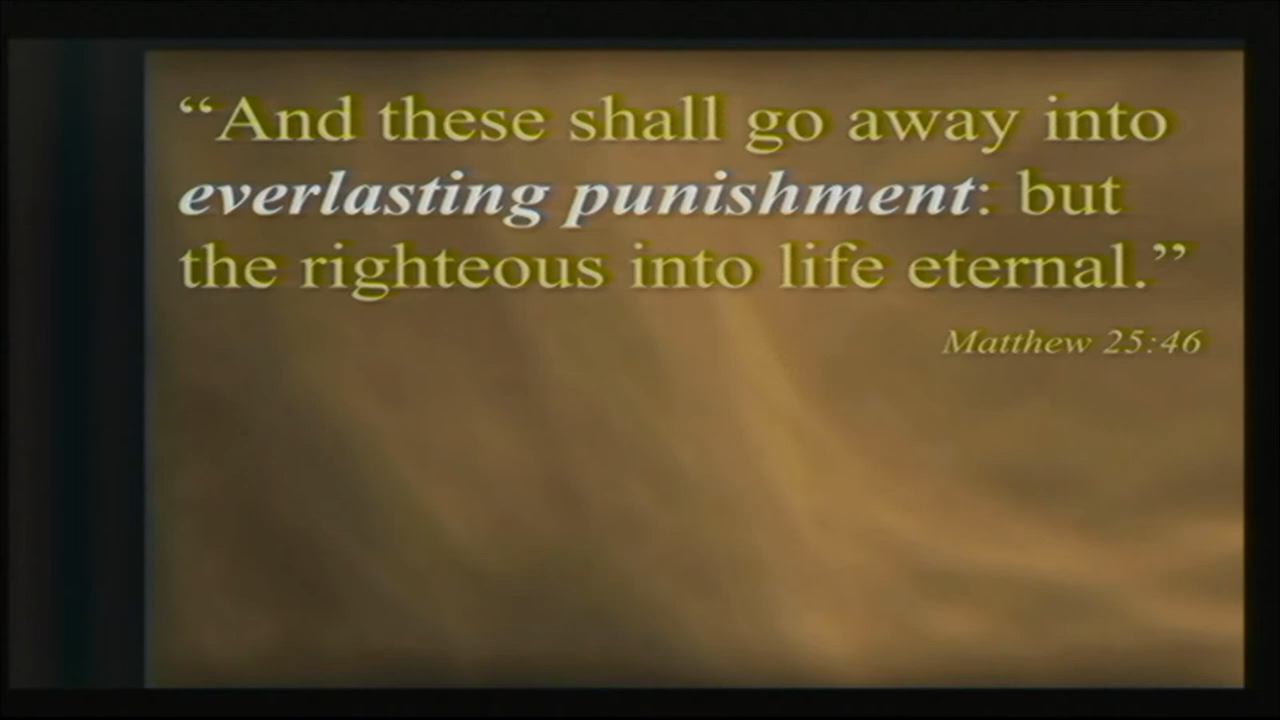 “And these shall go away into
everlasting punishment: but
the righteous into life eternal.”
Matthew 25:46